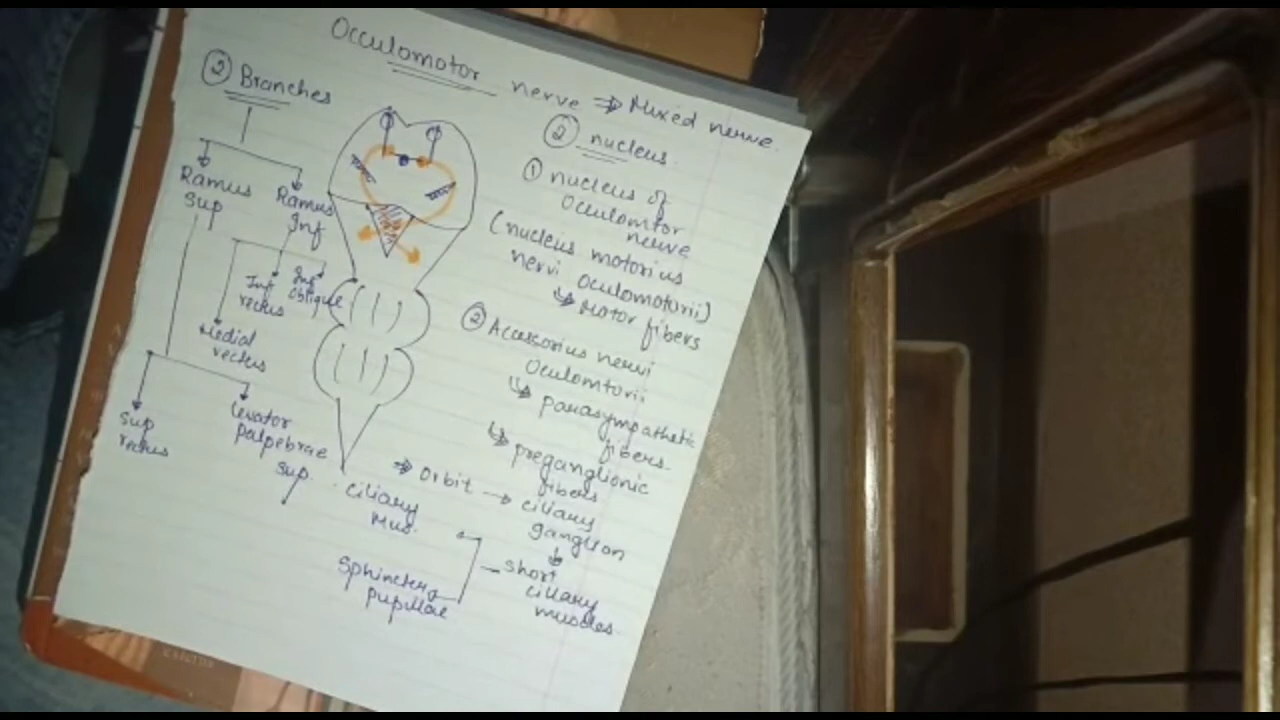 Occulomotor nerve ⇒ Mixed nerve.
② Branches
Ramus
Sup
Ramus
Inf
Inf
rectus
Inf
oblique
Medial
rectus
Sup
rectus
levator
palpebrae
Sup.
② nucleus.
① nucleus of
Occulomtor
nerve
(nucleus motorius
nervi oculomotorii)
↳ Motor fibers
② Accessorius nervi
Oculomtorii
↳ parasympathetic
fibers.
↳ preganglionic
fibers
⇒ Orbit → ciliary
ganglion
↓
short
ciliary
muscles.
ciliary
mus.
Sphincter
pupillae